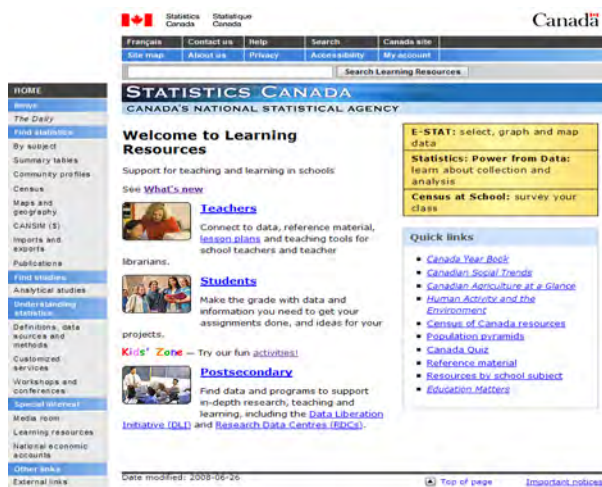 Statistics Statistique
Canada Canada
Canada
Français Contact us Help Search Canada site
Site map About us Privacy Accessibility My account
Search Learning Resources
HOME
The Daily
Find statistics
By subject
Summary tables
Community profiles
Census
Maps and
geography
CANSIM ($)
Imports and
exports
Publications
Find studies
Analytical studies
Understanding
statistics
Definitions, data
sources and
methods
Customized
services
Workshops and
conferences
Special interest
Media room
Learning resources
National economic
accounts
Other links
External links
STATISTICS CANADA
CANADA'S NATIONAL STATISTICAL AGENCY
Welcome to Learning
Resources
Support for teaching and learning in schools
See What's new
Teachers
Connect to data, reference material,
lesson plans and teaching tools for
school teachers and teacher
librarians.
Students
Make the grade with data and
information you need to get your
assignments done, and ideas for your
projects.
Kids' Zone — Try our fun activities!
Postsecondary
Find data and programs to support
in-depth research, teaching and
learning, including the Data Liberation
Initiative (DLI) and Research Data Centres (RDCs).
E-STAT: select, graph and map
data
Statistics: Power from Data:
learn about collection and
analysis
Census at School: survey your
class
Quick links
Canada Year Book
Canadian Social Trends
Canadian Agriculture at a Glance
Human Activity and the
Environment
Census of Canada resources
Population pyramids
Canada Quiz
Reference material
Resources by school subject
Education Matters
Date modified: 2008-06-26
Top of page Important notices